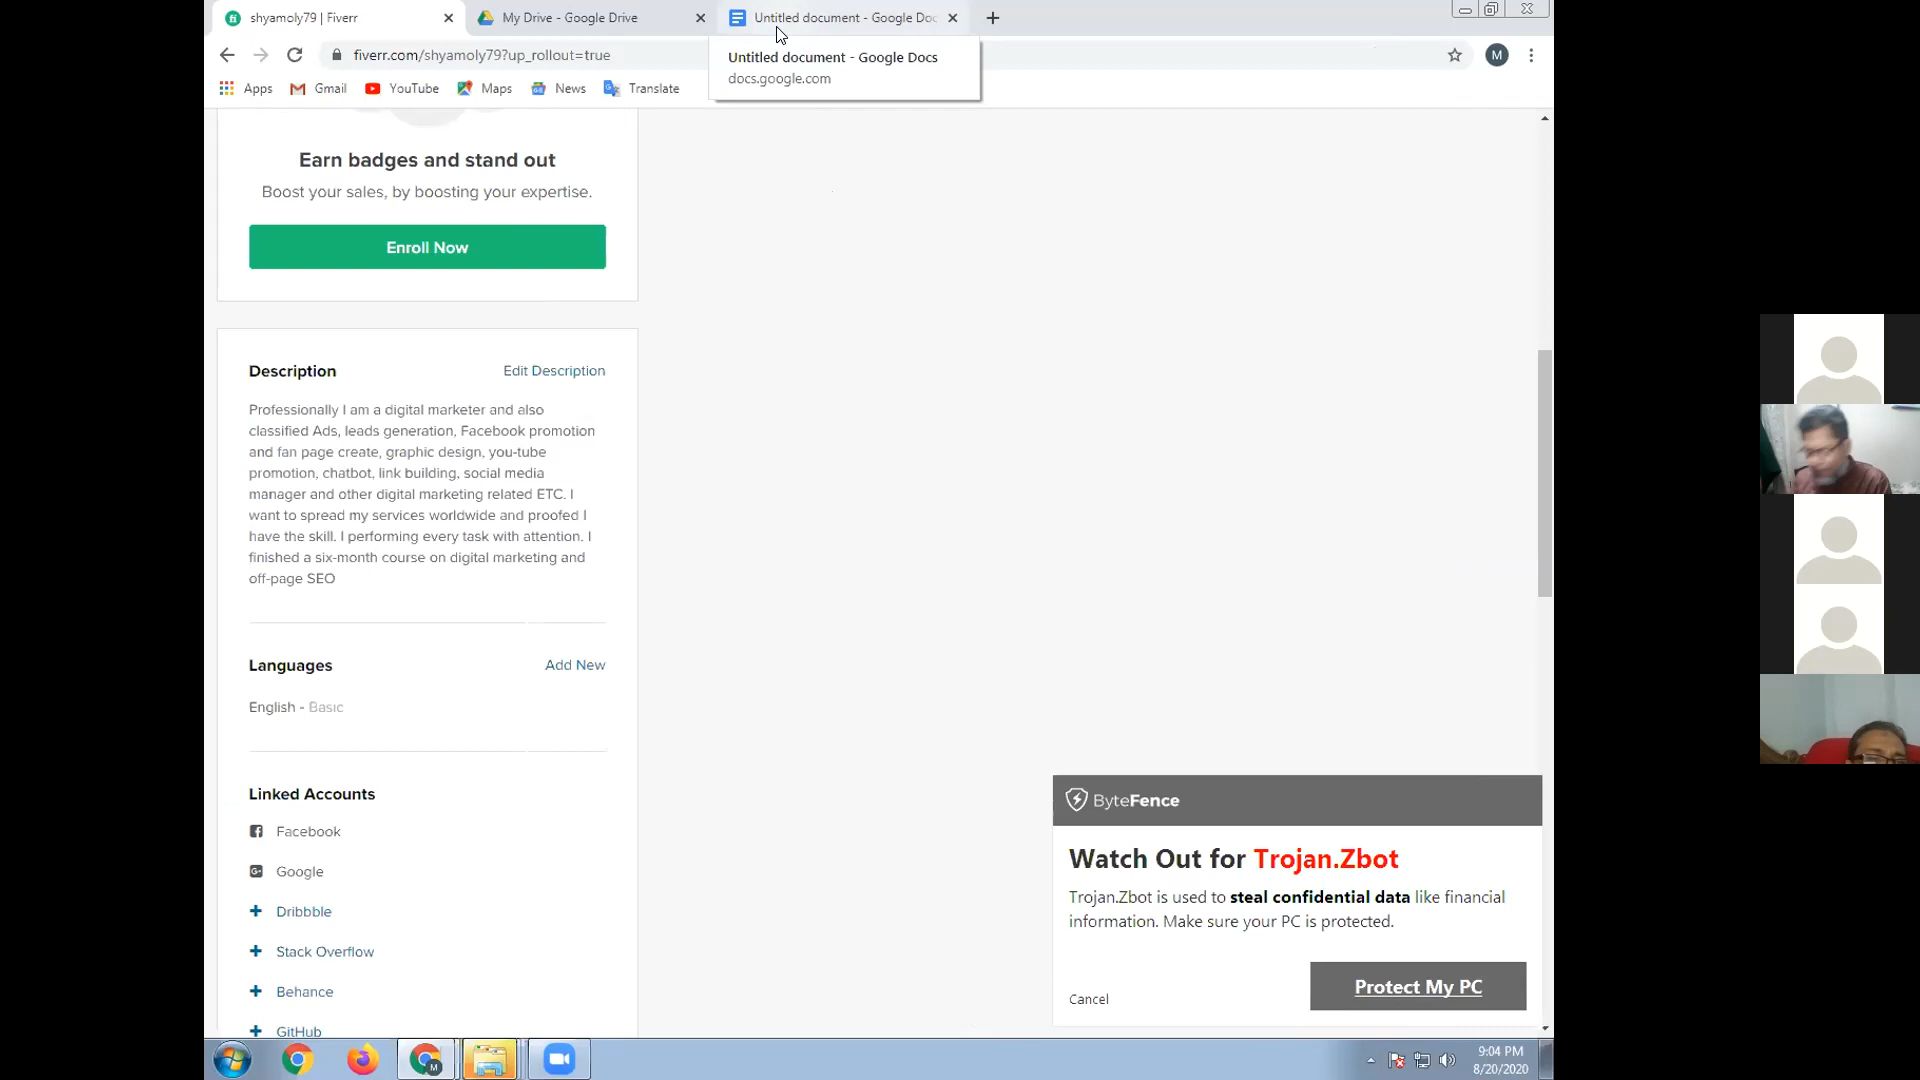 shyamoly79 | Fiverr
My Drive - Google Drive
Untitled document - Google Doc
fiverr.com/shyamoly79?up_rollout=true
M
Untitled document - Google Docs
docs.google.com
Apps
Gmail
YouTube
Maps
News
Translate
Earn badges and stand out
Boost your sales, by boosting your expertise.
Enroll Now
Description
Edit Description
Professionally I am a digital marketer and also
classified Ads, leads generation, Facebook promotion
and fan page create, graphic design, you-tube
promotion, chatbot, link building, social media
manager and other digital marketing related ETC. I
want to spread my services worldwide and proofed I
have the skill. I performing every task with attention. I
finished a six-month course on digital marketing and
off-page SEO
Languages
Add New
English - Basic
Linked Accounts
Facebook
Google
Dribbble
Stack Overflow
Behance
GitHub
ByteFence
Watch Out for Trojan.Zbot
Trojan.Zbot is used to steal confidential data like financial
information. Make sure your PC is protected.
Cancel
Protect My PC
M
9:04 PM
8/20/2020